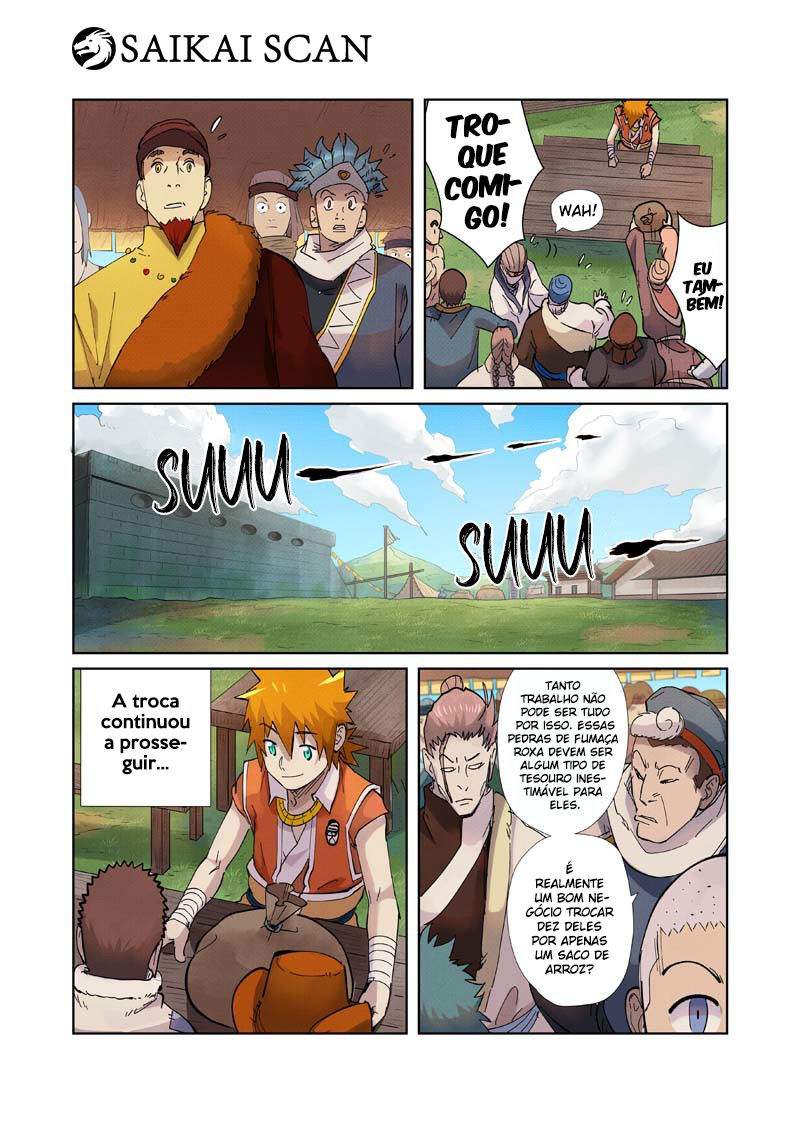 SAIKAI SCAN
TRO-
QUE
COMI-
GO!
WAH!
EU
TAM-
BÉM!
SUUU
SUUU
A troca
continuou
a prosse-
guir...
TANTO
TRABALHO NÃO
PODE SER TUDO
POR ISSO. ESSAS
PEDRAS DE FUMAÇA
ROXA DEVEM SER
ALGUM TIPO DE
TESOURO INES-
TIMÁVEL PARA
ELES.
É
REALMENTE
UM BOM NE-
GÓCIO TROCAR
DEZ DELES
POR APENAS
UM SACO DE
ARROZ?